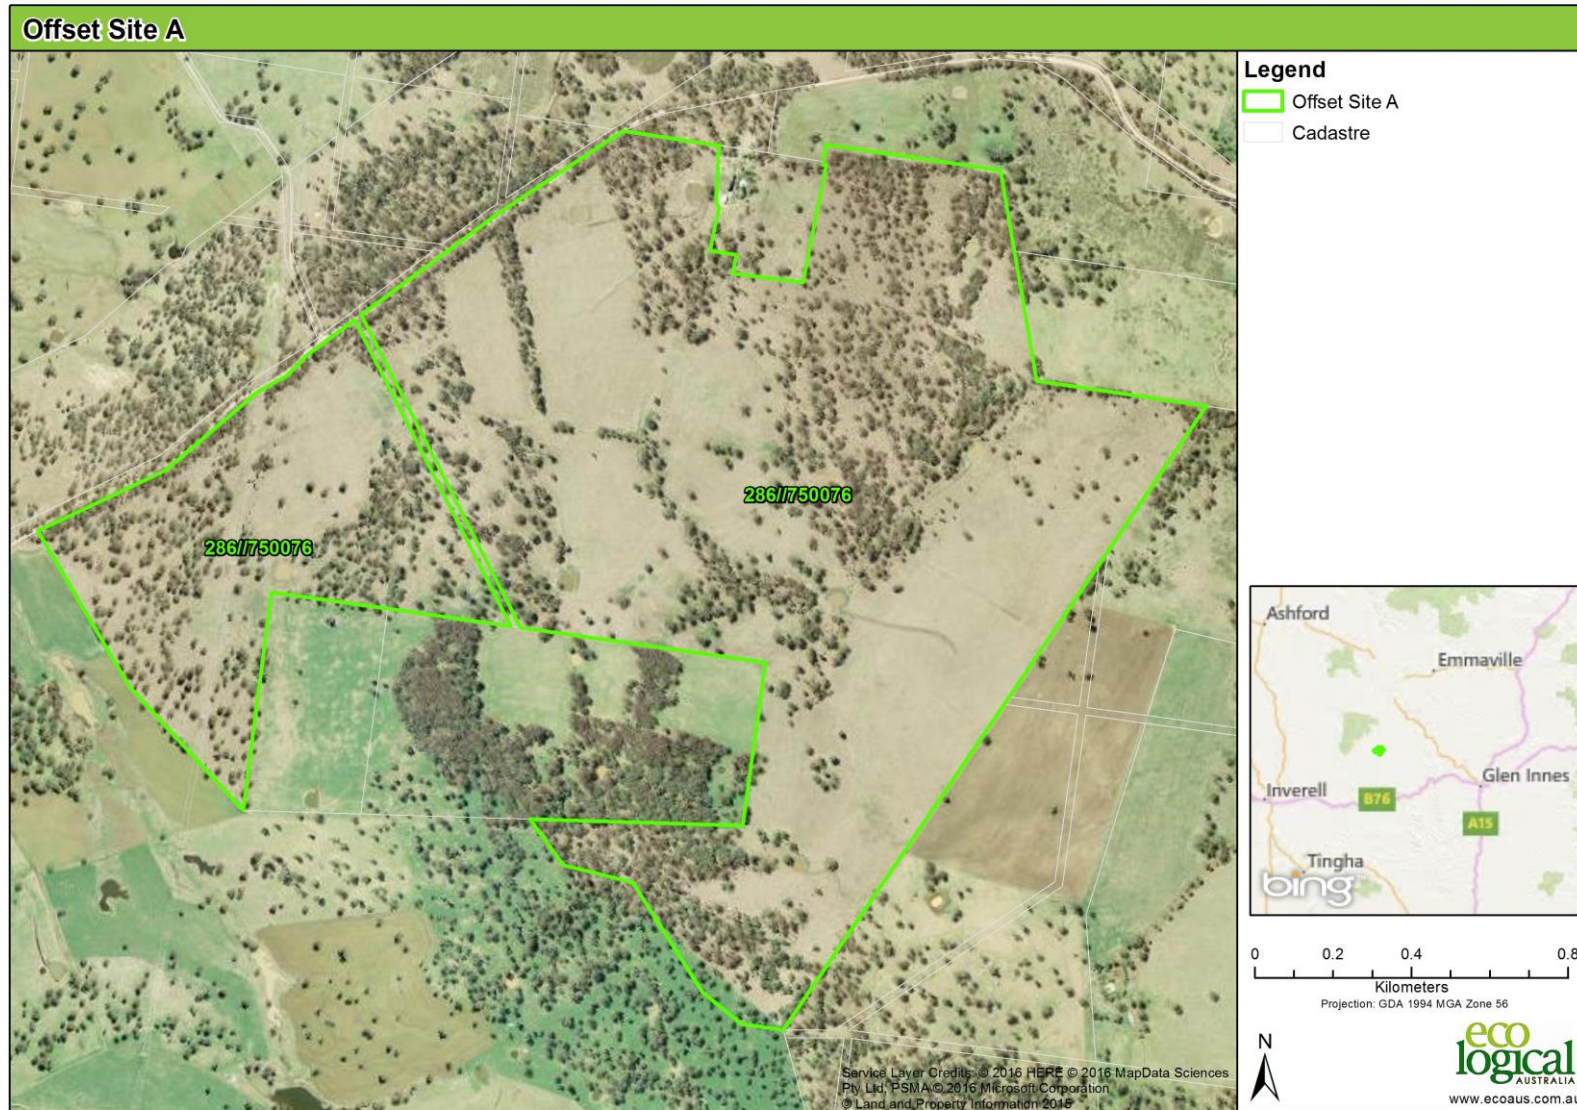 Offset Site A
Legend
Offset Site A
Cadastre
286//750076
286//750076
Ashford
Emmaville
Glen Innes
Inverell
B76
A15
Tingha
bing™
0 0.2 0.4 0.8
Kilometers
Projection: GDA 1994 MGA Zone 56
N
eco
logical
AUSTRALIA
www.ecoaus.com.au
Service Layer Credits: © 2016 HERE © 2016 MapData Sciences
Pty Ltd, PSMA © 2016 Microsoft Corporation
© Land and Property Information 2015